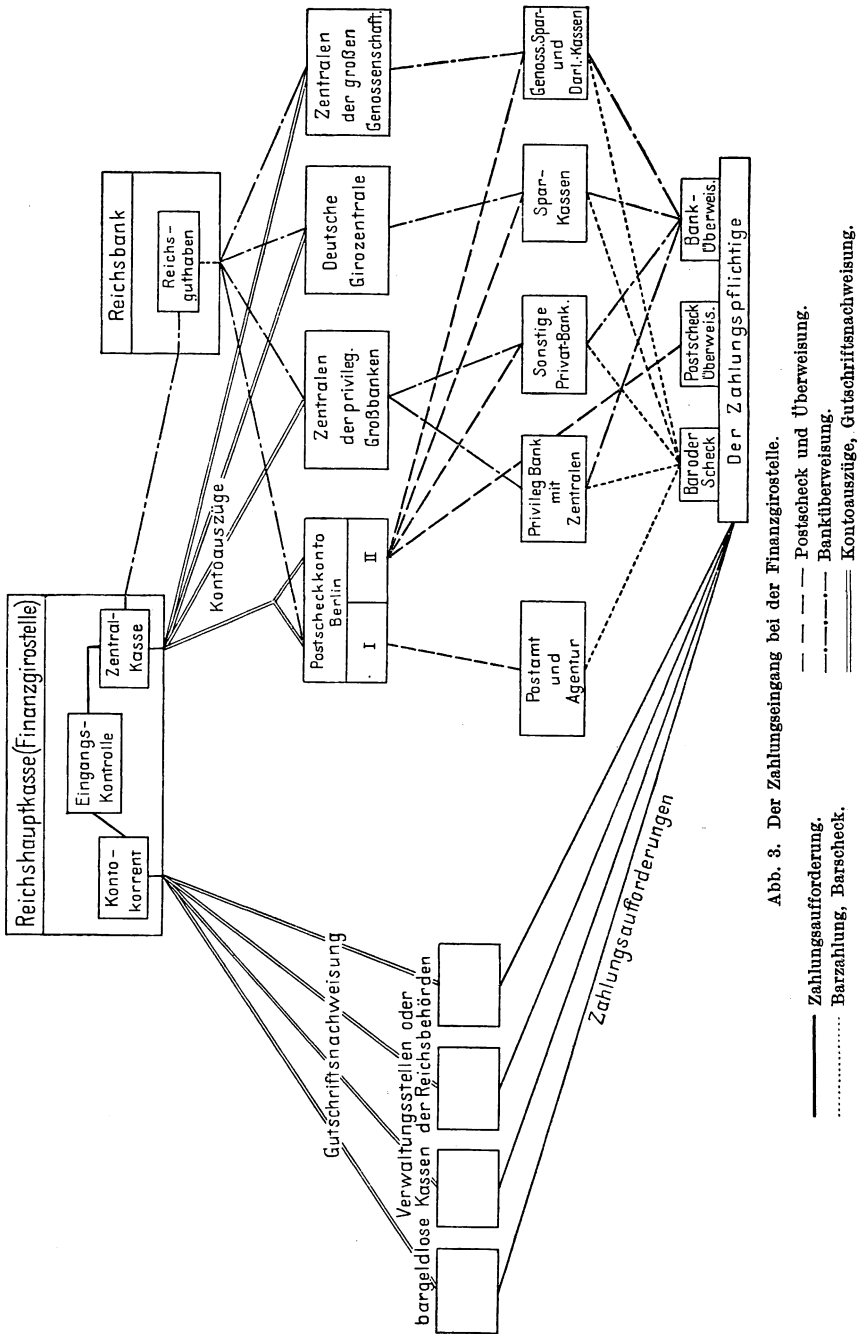 Reichshauptkasse(Finanzgirostelle)
Konto-
korrent
Eingangs-
Kontrolle
Zentral-
Kasse
Reichsbank
Reichs-
guthaben
Gutschriftsnachweisung
Kontoauszüge
Postscheckkonto
Berlin
I
II
Zentralen
der privileg.
Großbanken
Deutsche
Girozentrale
Zentralen
der großen
Genossenschaft.
Verwaltungsstellen oder
bargeldlose Kassen der Reichsbehörden
Postamt
und
Agentur
Privileg Bank
mit
Zentralen
Sonstige
Privat-Bank.
Spar-
Kassen
Genoss. Spar
und
Darl.-Kassen
Zahlungsaufforderungen
Bar oder
Scheck
Postscheck
Überweis.
Bank-
Überweis.
Der Zahlungspflichtige
Abb. 3. Der Zahlungseingang bei der Finanzgirostelle.
Zahlungsaufforderung.
Barzahlung, Barscheck.
Postscheck und Überweisung.
Banküberweisung.
Kontoauszüge, Gutschriftsnachweisung.